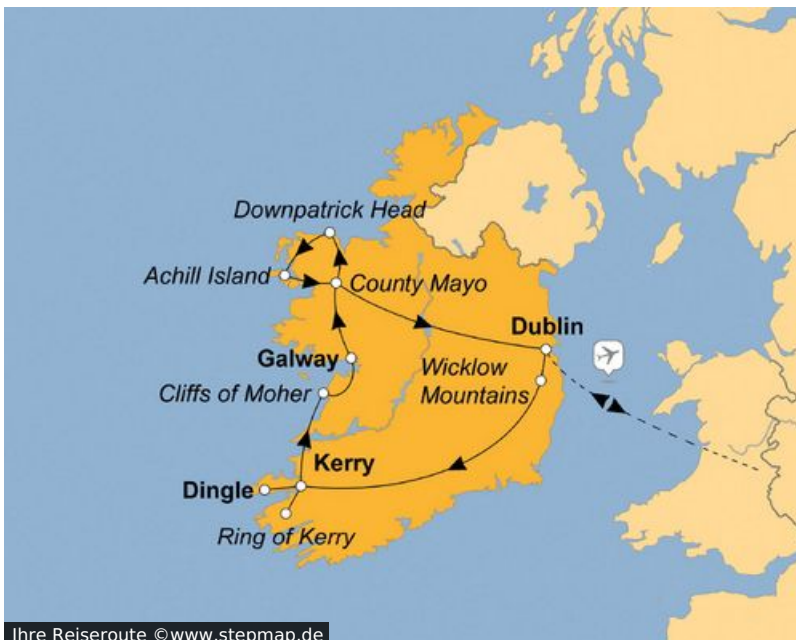 Downpatrick Head
Achill Island
County Mayo
Dublin
Galway
Wicklow
Mountains
Cliffs of Moher
Kerry
Dingle
Ring of Kerry
Ihre Reiseroute ©www.stepmap.de